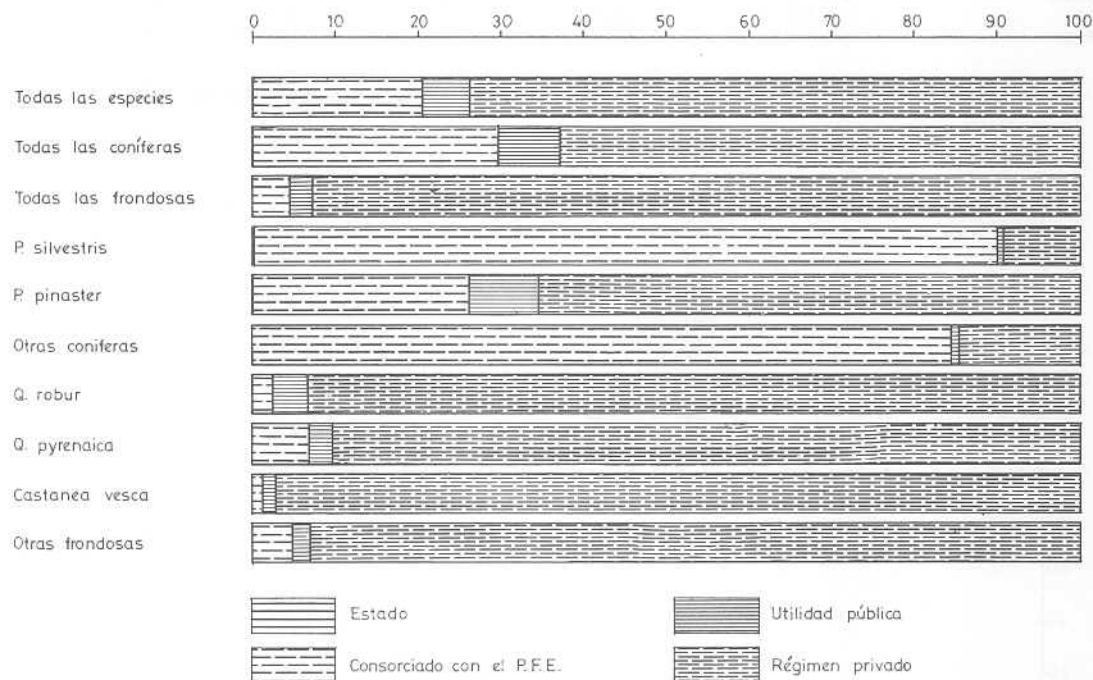 0 10 20 30 40 50 60 70 80 90 100
Todas las especies
Todas las coníferas
Todas las frondosas
P. silvestris
P. pinaster
Otras coniferas
Q. robur
Q. pyrenaica
Castanea vesca
Otras frondosas
Estado
Utilidad pública
Consorciado con el P.F.E.
Régimen privado